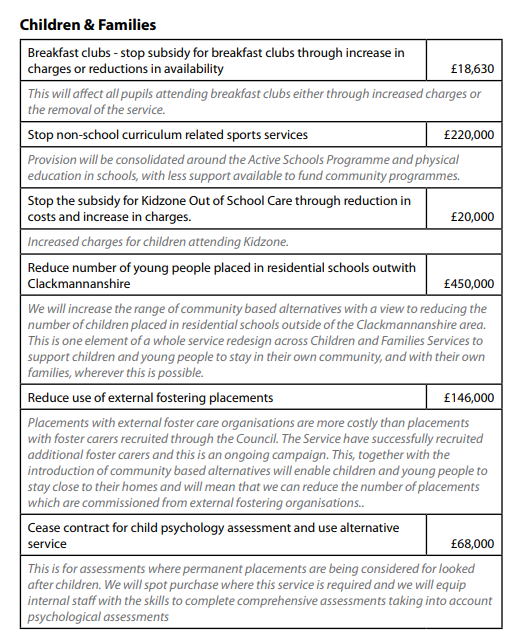 Children & Families
Breakfast clubs - stop subsidy for breakfast clubs through increase in
charges or reductions in availability £18,630
This will affect all pupils attending breakfast clubs either through increased charges or
the removal of the service.
Stop non-school curriculum related sports services £220,000
Provision will be consolidated around the Active Schools Programme and physical
education in schools, with less support available to fund community programmes.
Stop the subsidy for Kidzone Out of School Care through reduction in
costs and increase in charges. £20,000
Increased charges for children attending Kidzone.
Reduce number of young people placed in residential schools outwith
Clackmannanshire £450,000
We will increase the range of community based alternatives with a view to reducing the
number of children placed in residential schools outside of the Clackmannanshire area.
This is one element of a whole service redesign across Children and Families Services to
support children and young people to stay in their own community, and with their own
families, wherever this is possible.
Reduce use of external fostering placements £146,000
Placements with external foster care organisations are more costly than placements
with foster carers recruited through the Council. The Service have successfully recruited
additional foster carers and this is an ongoing campaign. This, together with the
introduction of community based alternatives will enable children and young people to
stay close to their homes and will mean that we can reduce the number of placements
which are commissioned from external fostering organisations..
Cease contract for child psychology assessment and use alternative
service £68,000
This is for assessments where permanent placements are being considered for looked
after children. We will spot purchase where this service is required and we will equip
internal staff with the skills to complete comprehensive assessments taking into account
psychological assessments